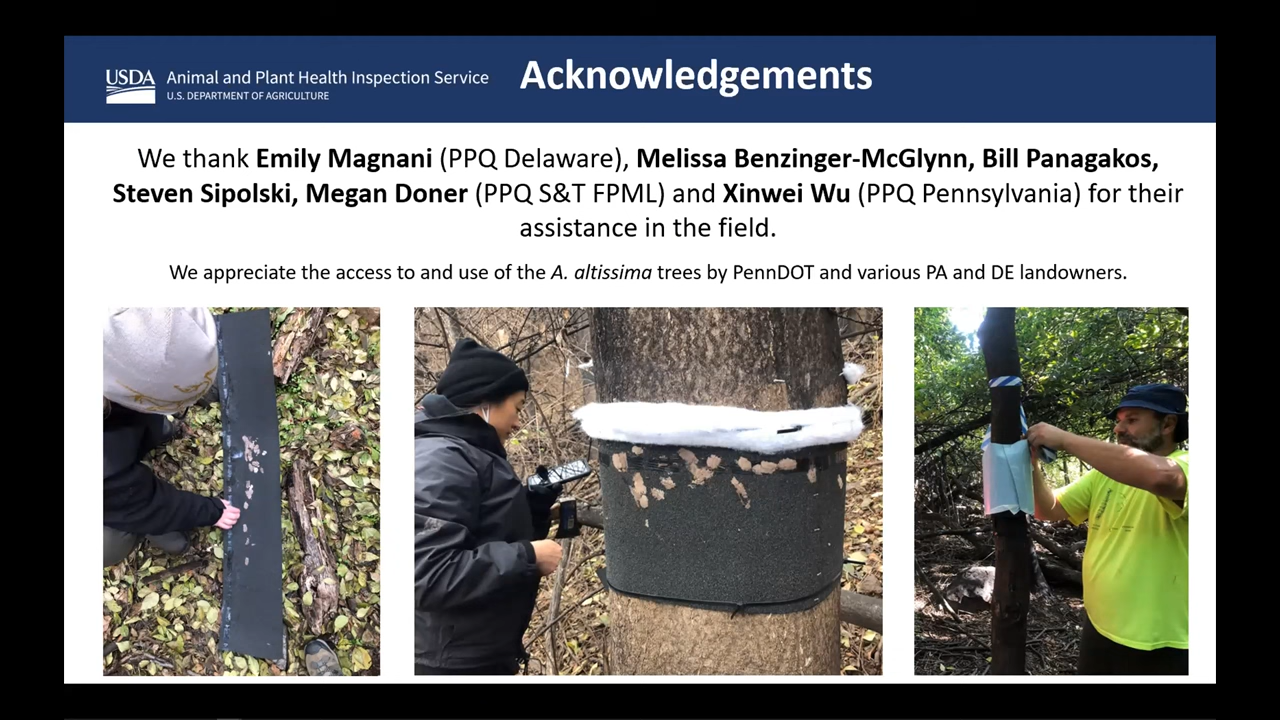 USDA Animal and Plant Health Inspection Service
U.S. DEPARTMENT OF AGRICULTURE
Acknowledgements
We thank Emily Magnani (PPQ Delaware), Melissa Benzinger-McGlynn, Bill Panagakos,
Steven Sipolski, Megan Doner (PPQ S&T FPML) and Xinwei Wu (PPQ Pennsylvania) for their
assistance in the field.
We appreciate the access to and use of the A. altissima trees by PennDOT and various PA and DE landowners.